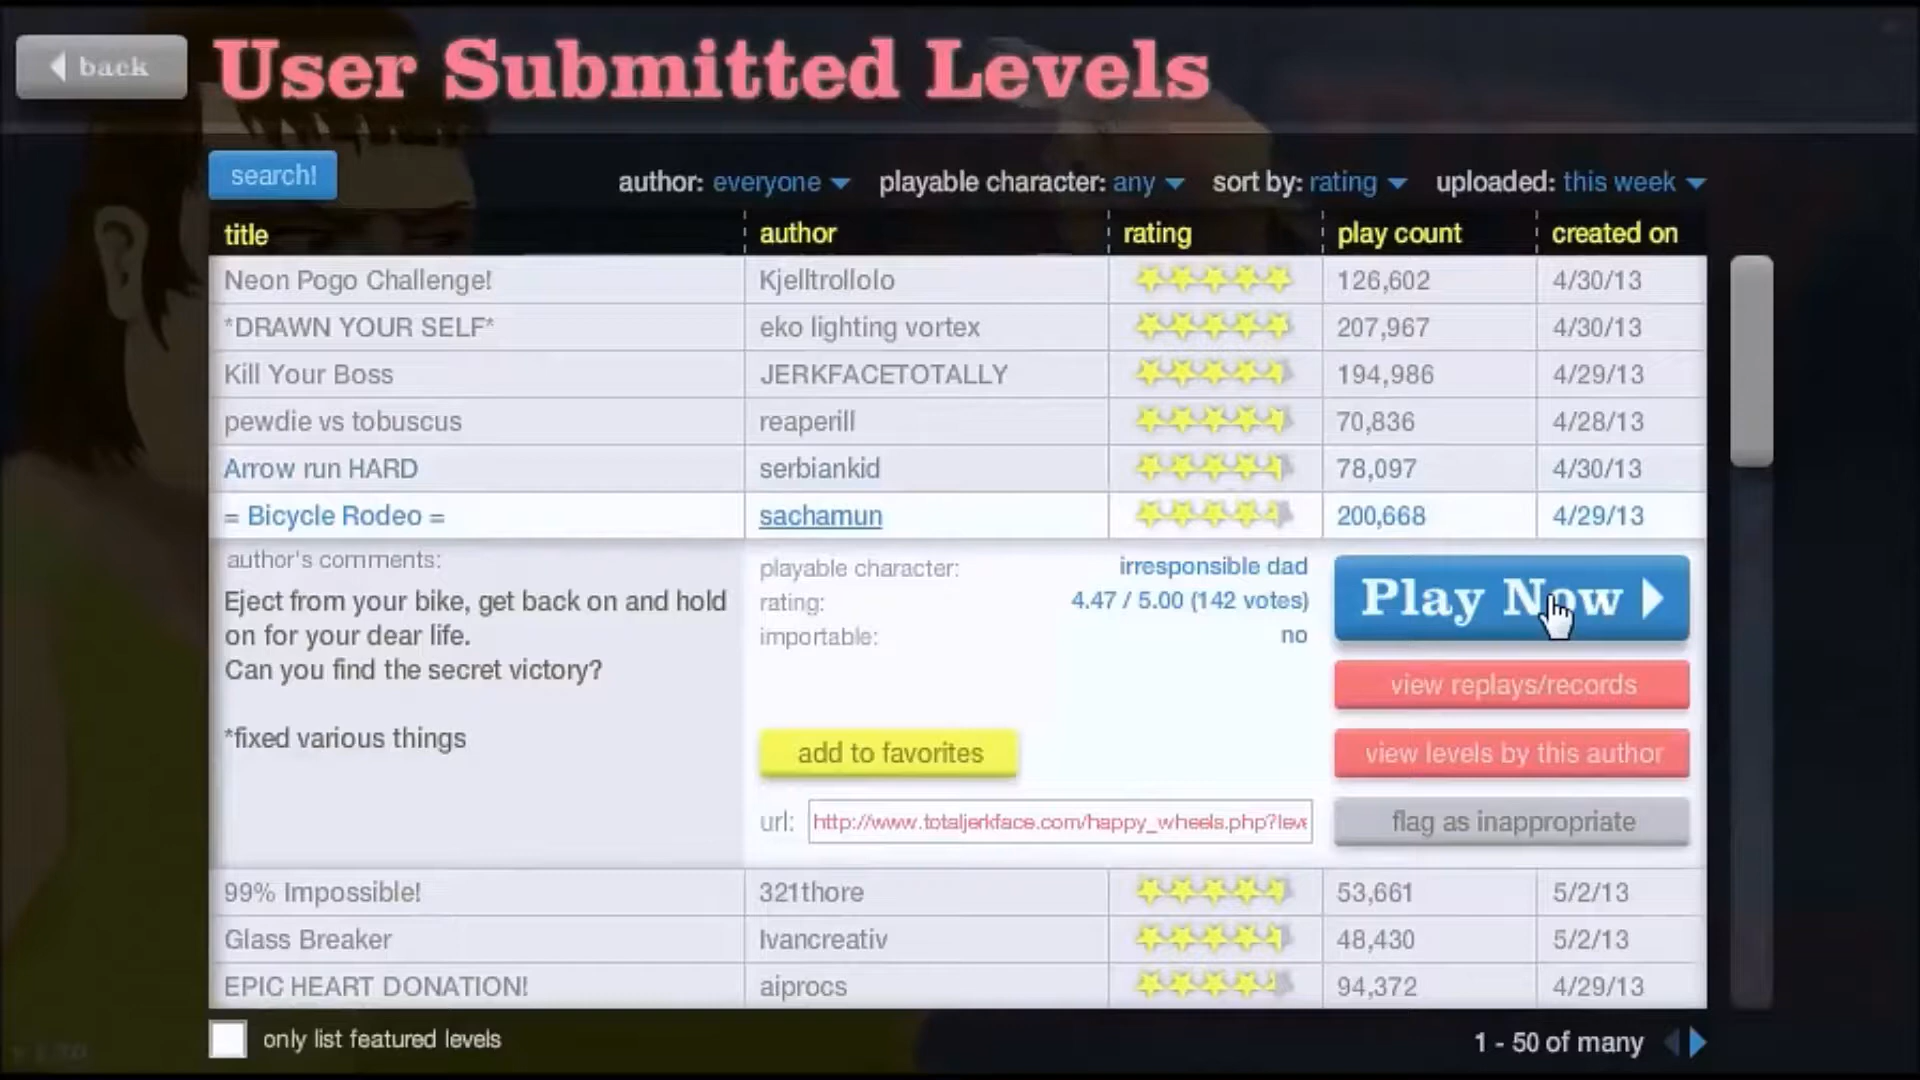 back
User Submitted Levels
search!
author: everyone
playable character: any
sort by: rating
uploaded: this week
title author rating play count created on
Neon Pogo Challenge! Kjelltrollolo 126,602 4/30/13
*DRAWN YOUR SELF* eko lighting vortex 207,967 4/30/13
Kill Your Boss JERKFACETOTALLY 194,986 4/29/13
pewdie vs tobuscus reaperill 70,836 4/28/13
Arrow run HARD serbiankid 78,097 4/30/13
= Bicycle Rodeo = sachamun 200,668 4/29/13
author's comments:
Eject from your bike, get back on and hold
on for your dear life.
Can you find the secret victory?
*fixed various things
playable character: irresponsible dad
rating: 4.47 / 5.00 (142 votes)
importable: no
add to favorites
url: http://www.totaljerkface.com/happy_wheels.php?leve
Play Now
view replays/records
view levels by this author
flag as inappropriate
99% Impossible! 321thore 53,661 5/2/13
Glass Breaker Ivancreativ 48,430 5/2/13
EPIC HEART DONATION! aiprocs 94,372 4/29/13
only list featured levels
1 - 50 of many